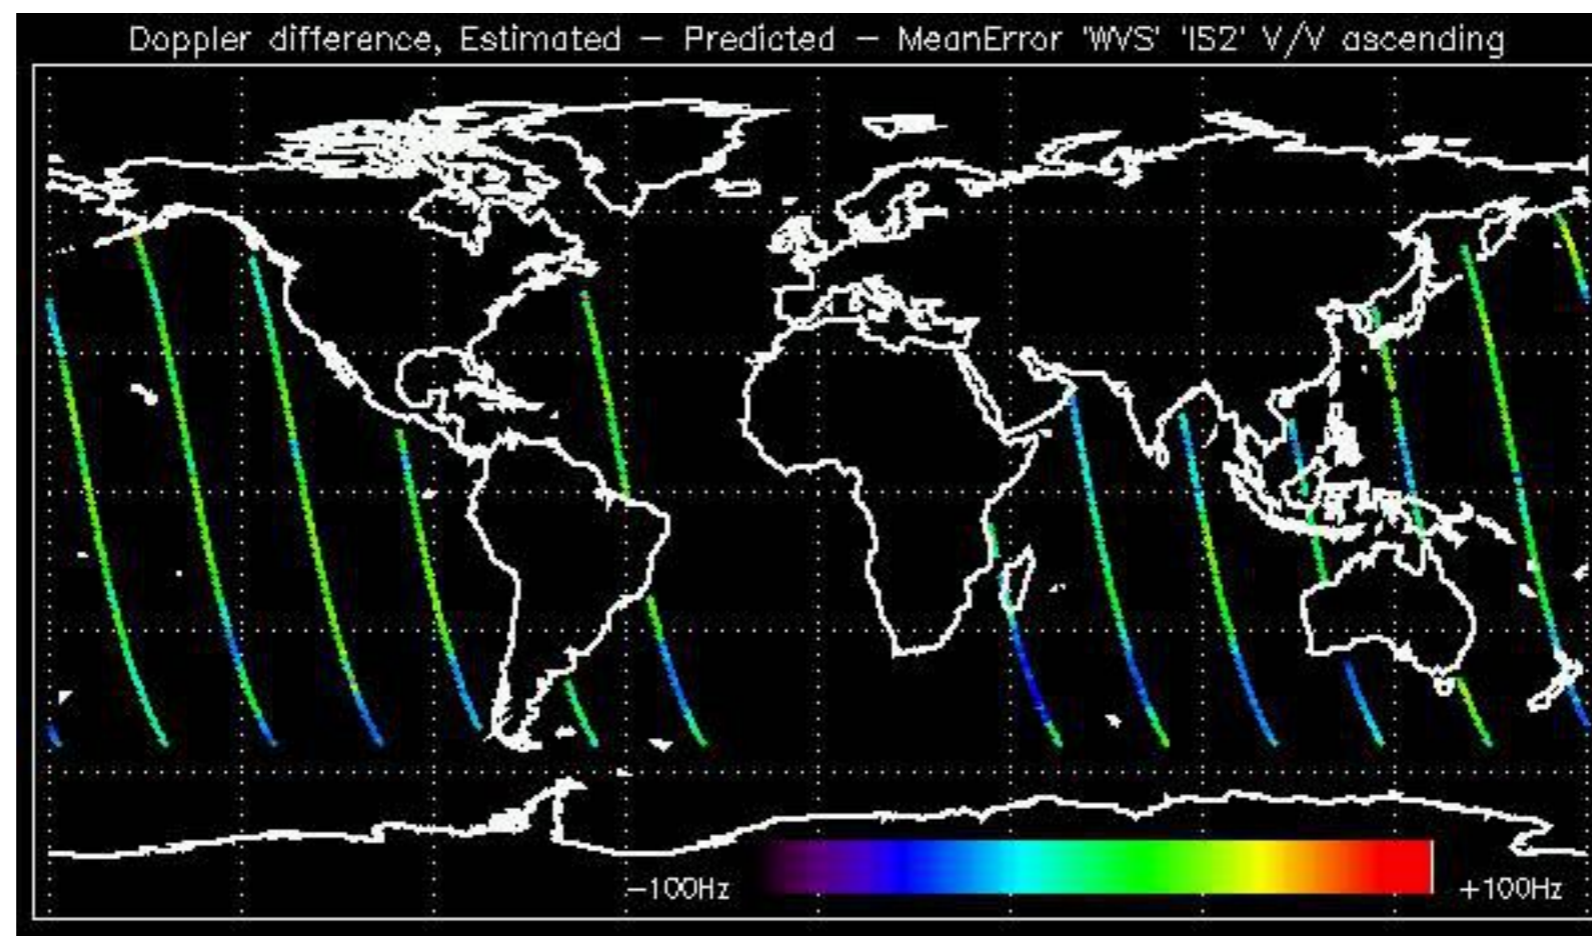 Doppler difference, Estimated – Predicted – MeanError 'WVS' 'IS2' V/V ascending
–100Hz
+100Hz